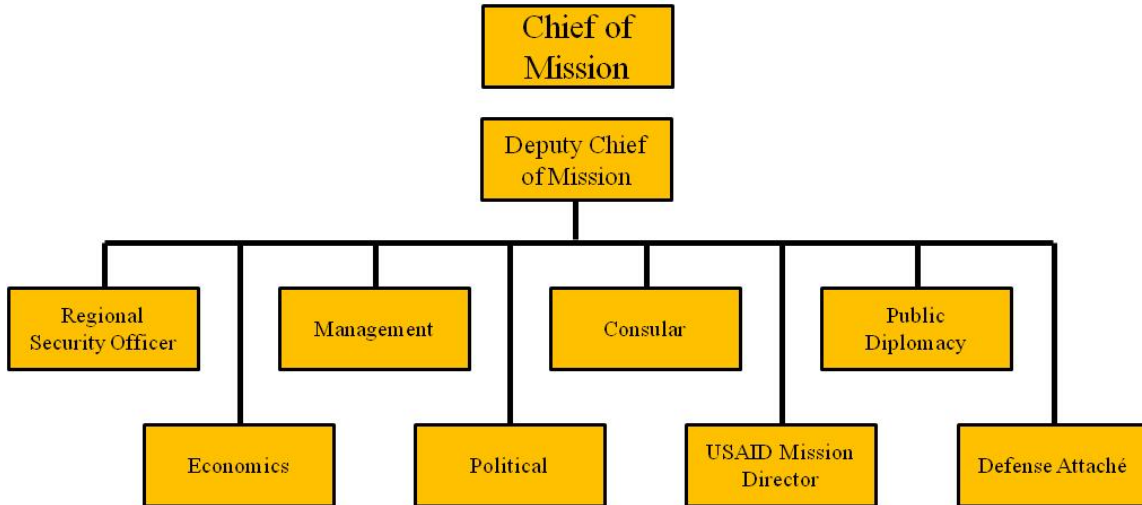 Chief of
Mission
Deputy Chief
of Mission
Regional
Security Officer
Management
Consular
Public
Diplomacy
Economics
Political
USAID Mission
Director
Defense Attaché